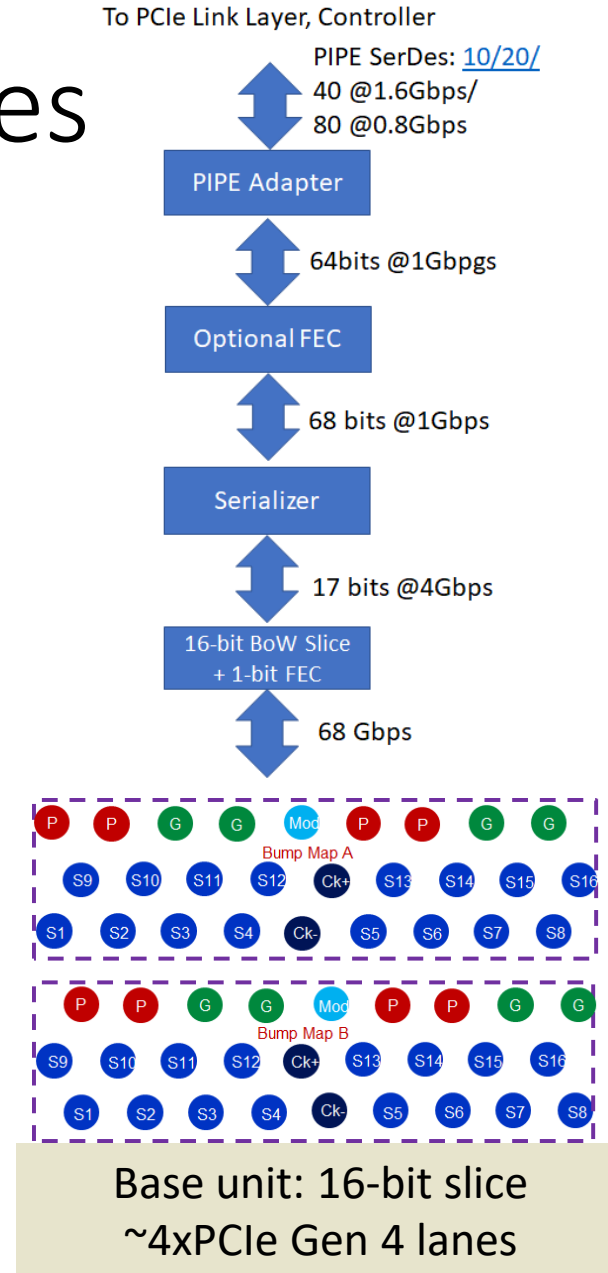 To PCIe Link Layer, Controller
es
PIPE SerDes: 10/20/
40 @1.6Gbps/
80 @0.8Gbps
PIPE Adapter
64bits @1Gbpgs
Optional FEC
68 bits @1Gbps
Serializer
17 bits @4Gbps
16-bit BoW Slice
+ 1-bit FEC
68 Gbps
P P G G Mod P P G G
Bump Map A
S9 S10 S11 S12 Ck+ S13 S14 S15 S16
S1 S2 S3 S4 Ck- S5 S6 S7 S8
P P G G Mod P P G G
Bump Map B
S9 S10 S11 S12 Ck+ S13 S14 S15 S16
S1 S2 S3 S4 Ck- S5 S6 S7 S8
Base unit: 16-bit slice
~4xPCIe Gen 4 lanes